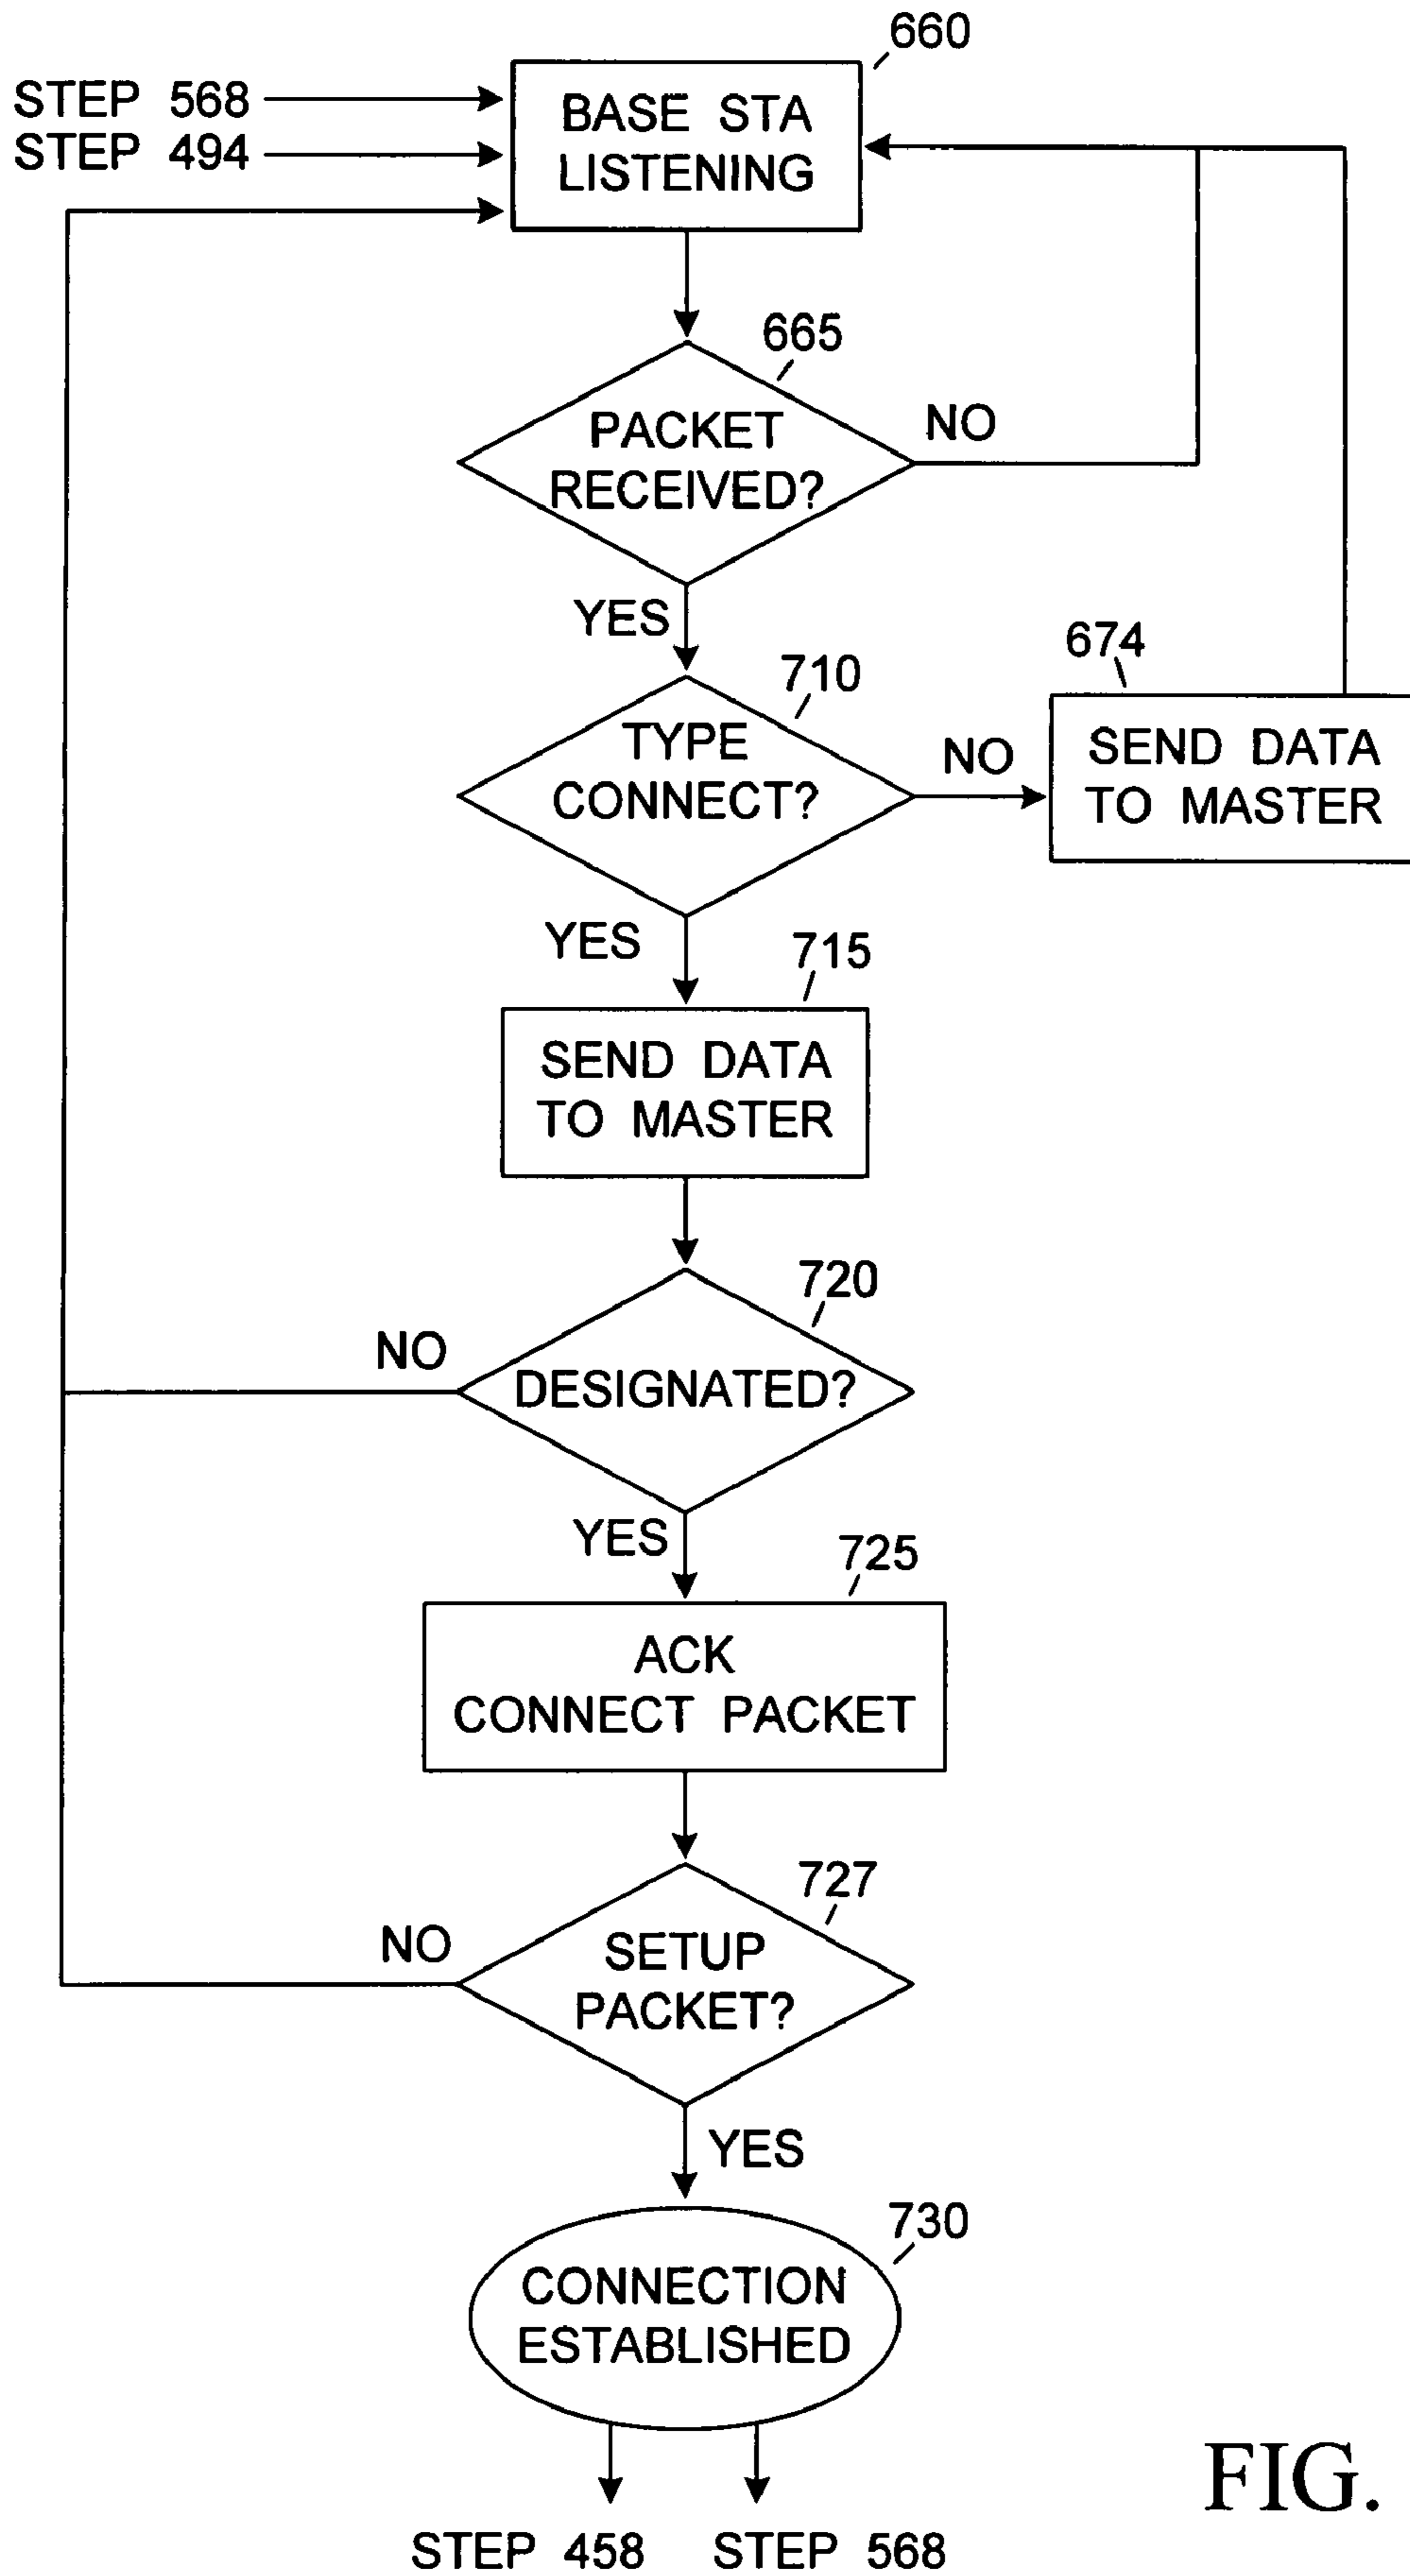 660
STEP 568
BASE STA
STEP 494
LISTENING
665
PACKET
RECEIVED?
NO
YES
710
674
TYPE
CONNECT?
NO
SEND DATA
TO MASTER
YES
715
SEND DATA
TO MASTER
720
NO
DESIGNATED?
YES
725
ACK
CONNECT PACKET
727
NO
SETUP
PACKET?
YES
730
CONNECTION
ESTABLISHED
FIG.
STEP 458
STEP 568